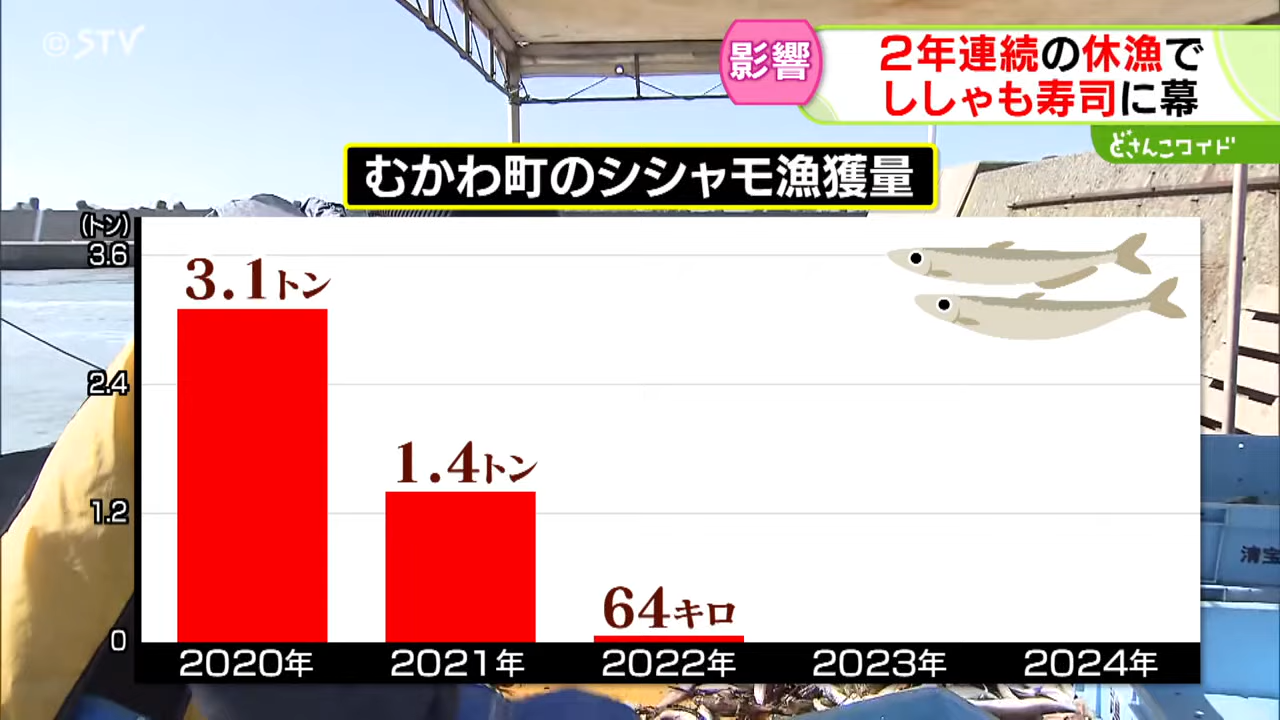 © STV
影響
2年連続の休漁で
ししゃも寿司に幕
どさんこワイド
むかわ町のシシャモ漁獲量
(トン)
3.6
2.4
1.2
0
3.1トン
1.4トン
64キロ
2020年
2021年
2022年
2023年
2024年
清宝